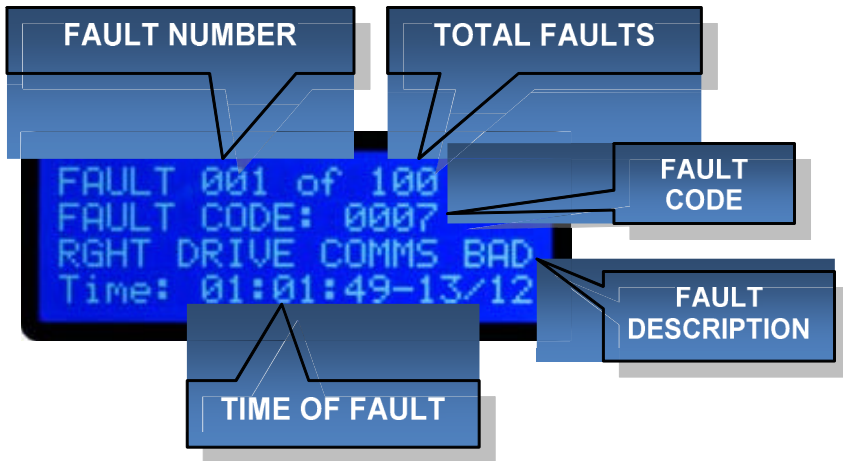 FAULT NUMBER
TOTAL FAULTS
FAULT 001 of 100
FAULT CODE: 0007
RGHT DRIVE COMMS BAD
Time: 01:01:49-13/12
FAULT
CODE
FAULT
DESCRIPTION
TIME OF FAULT